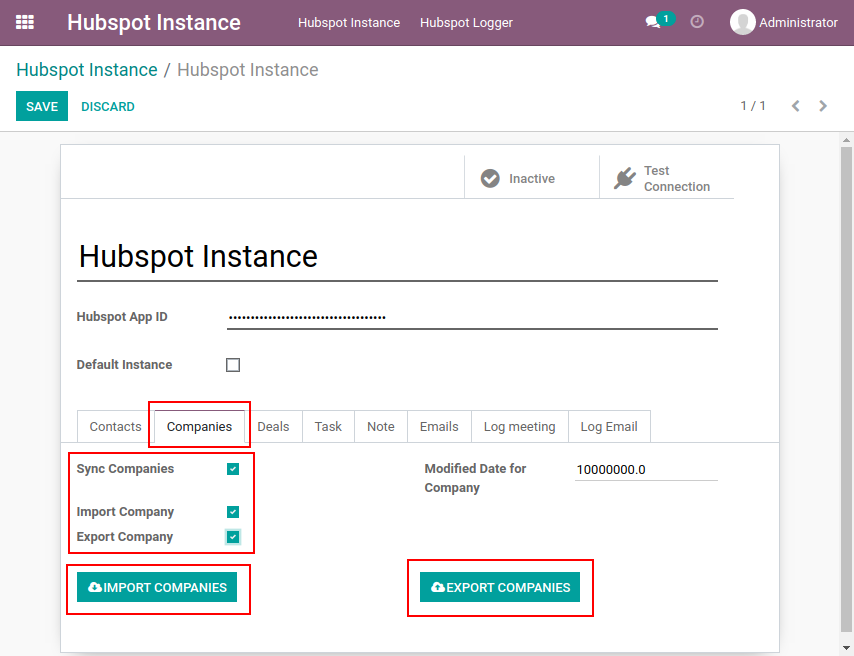 Hubspot Instance Hubspot Instance Hubspot Logger 1 Administrator
Hubspot Instance / Hubspot Instance
SAVE DISCARD 1 / 1
Inactive
Test
Connection
Hubspot Instance
Hubspot App ID ••••••••••••••••••••••••••••••••••••
Default Instance
Contacts Companies Deals Task Note Emails Log meeting Log Email
Sync Companies
Modified Date for
Company
10000000.0
Import Company
Export Company
IMPORT COMPANIES EXPORT COMPANIES